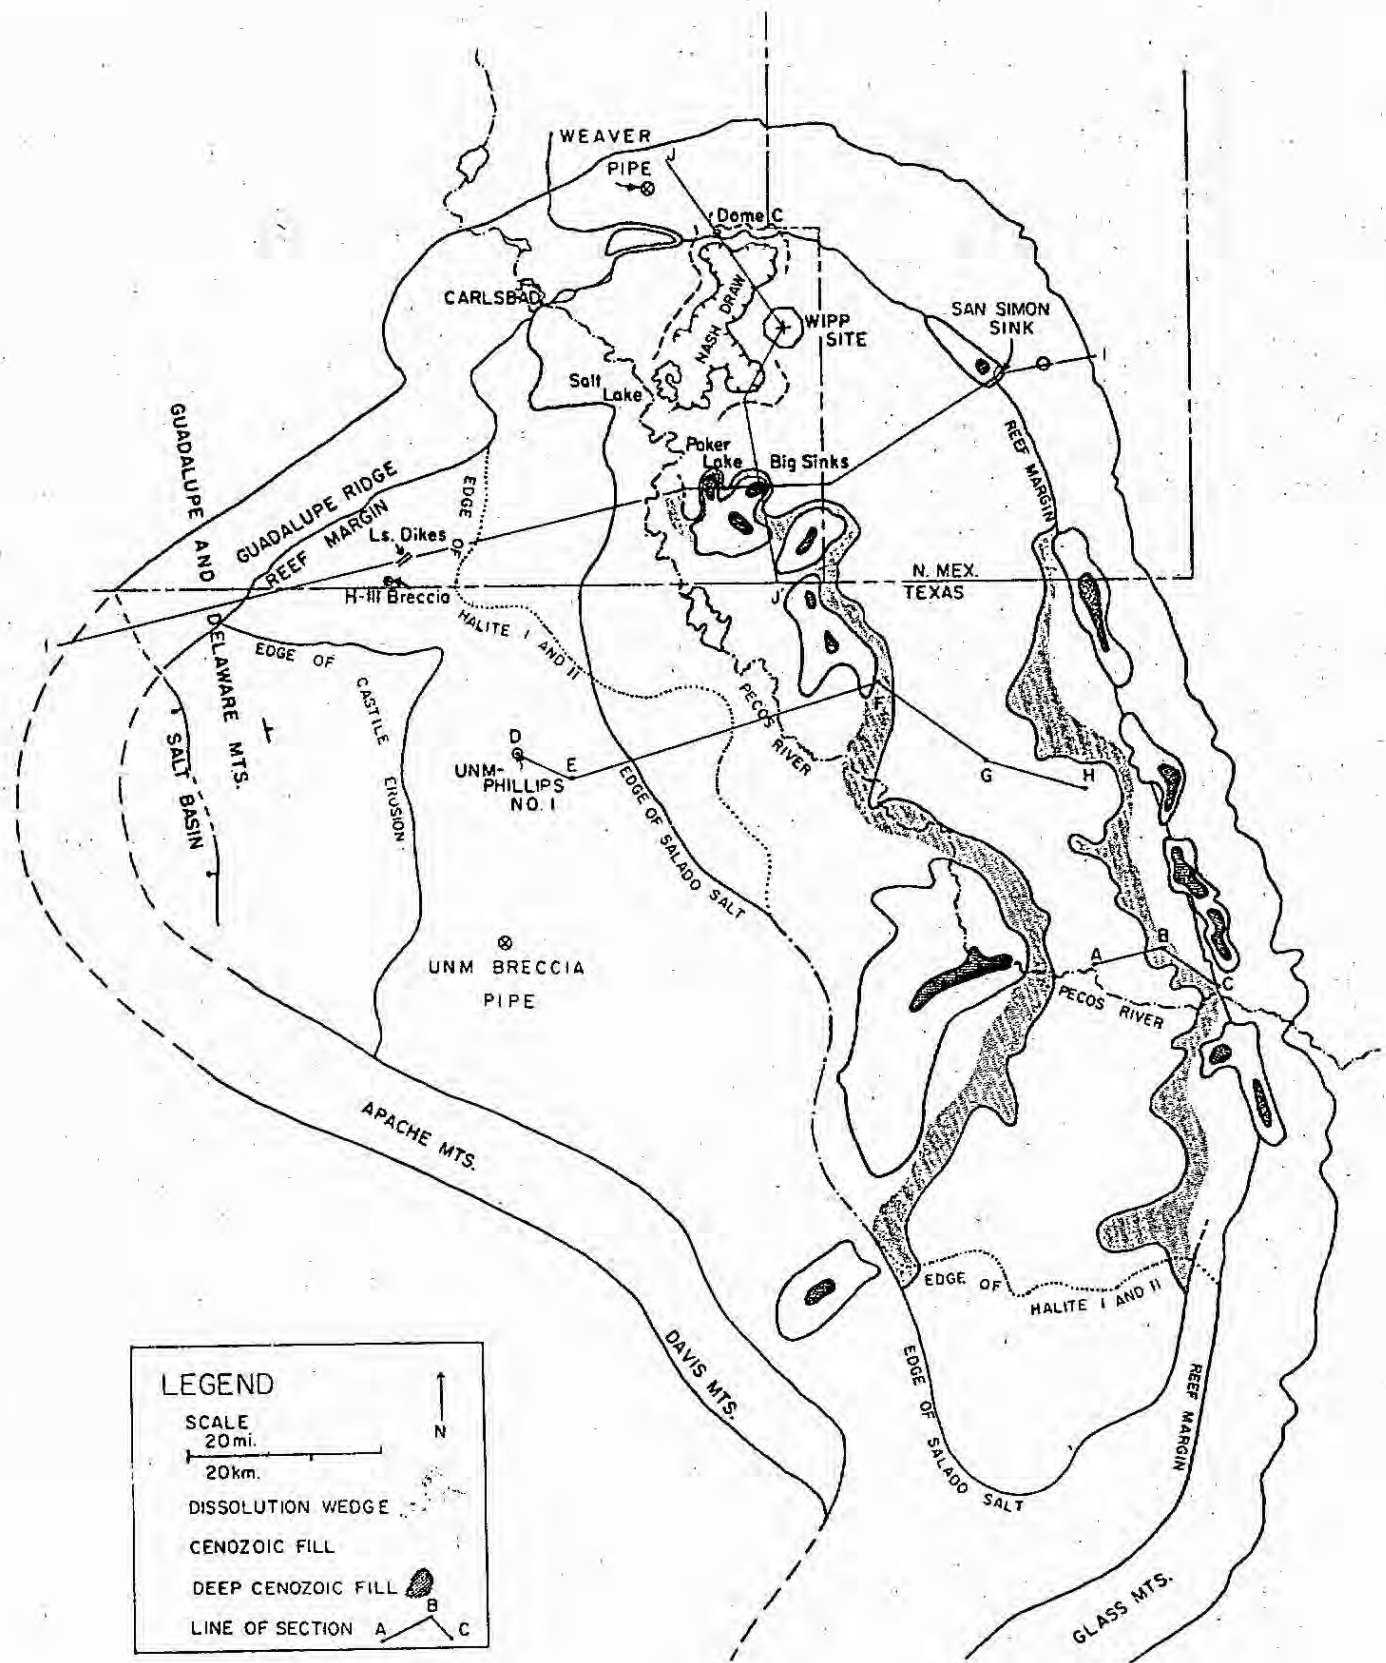 WEAVER
PIPE
J
Dome C
CARLSBAD
NASH DRAW
WIPP
SITE
SAN SIMON
SINK
I
Salt
Lake
REEF MARGIN
GUADALUPE AND DELAWARE MTS.
GUADALUPE RIDGE
REEF MARGIN
Poker
Lake
Big Sinks
EDGE OF
HALITE I AND II
Ls. Dikes
H-III Breccia
N. MEX.
TEXAS
J'
I
EDGE OF
CASTILE
EROSION
SALT BASIN
PECOS
RIVER
F
D
E
UNM-
PHILLIPS
NO. I
G
H
EDGE OF SALADO SALT
UNM BRECCIA
PIPE
A
B
C
PECOS RIVER
APACHE MTS.
EDGE OF
HALITE I AND II
DAVIS MTS.
EDGE OF
SALADO SALT
REEF MARGIN
GLASS MTS.
LEGEND
SCALE
20 mi.
20 km.
N
DISSOLUTION WEDGE
CENOZOIC FILL
DEEP CENOZOIC FILL
LINE OF SECTION A B C